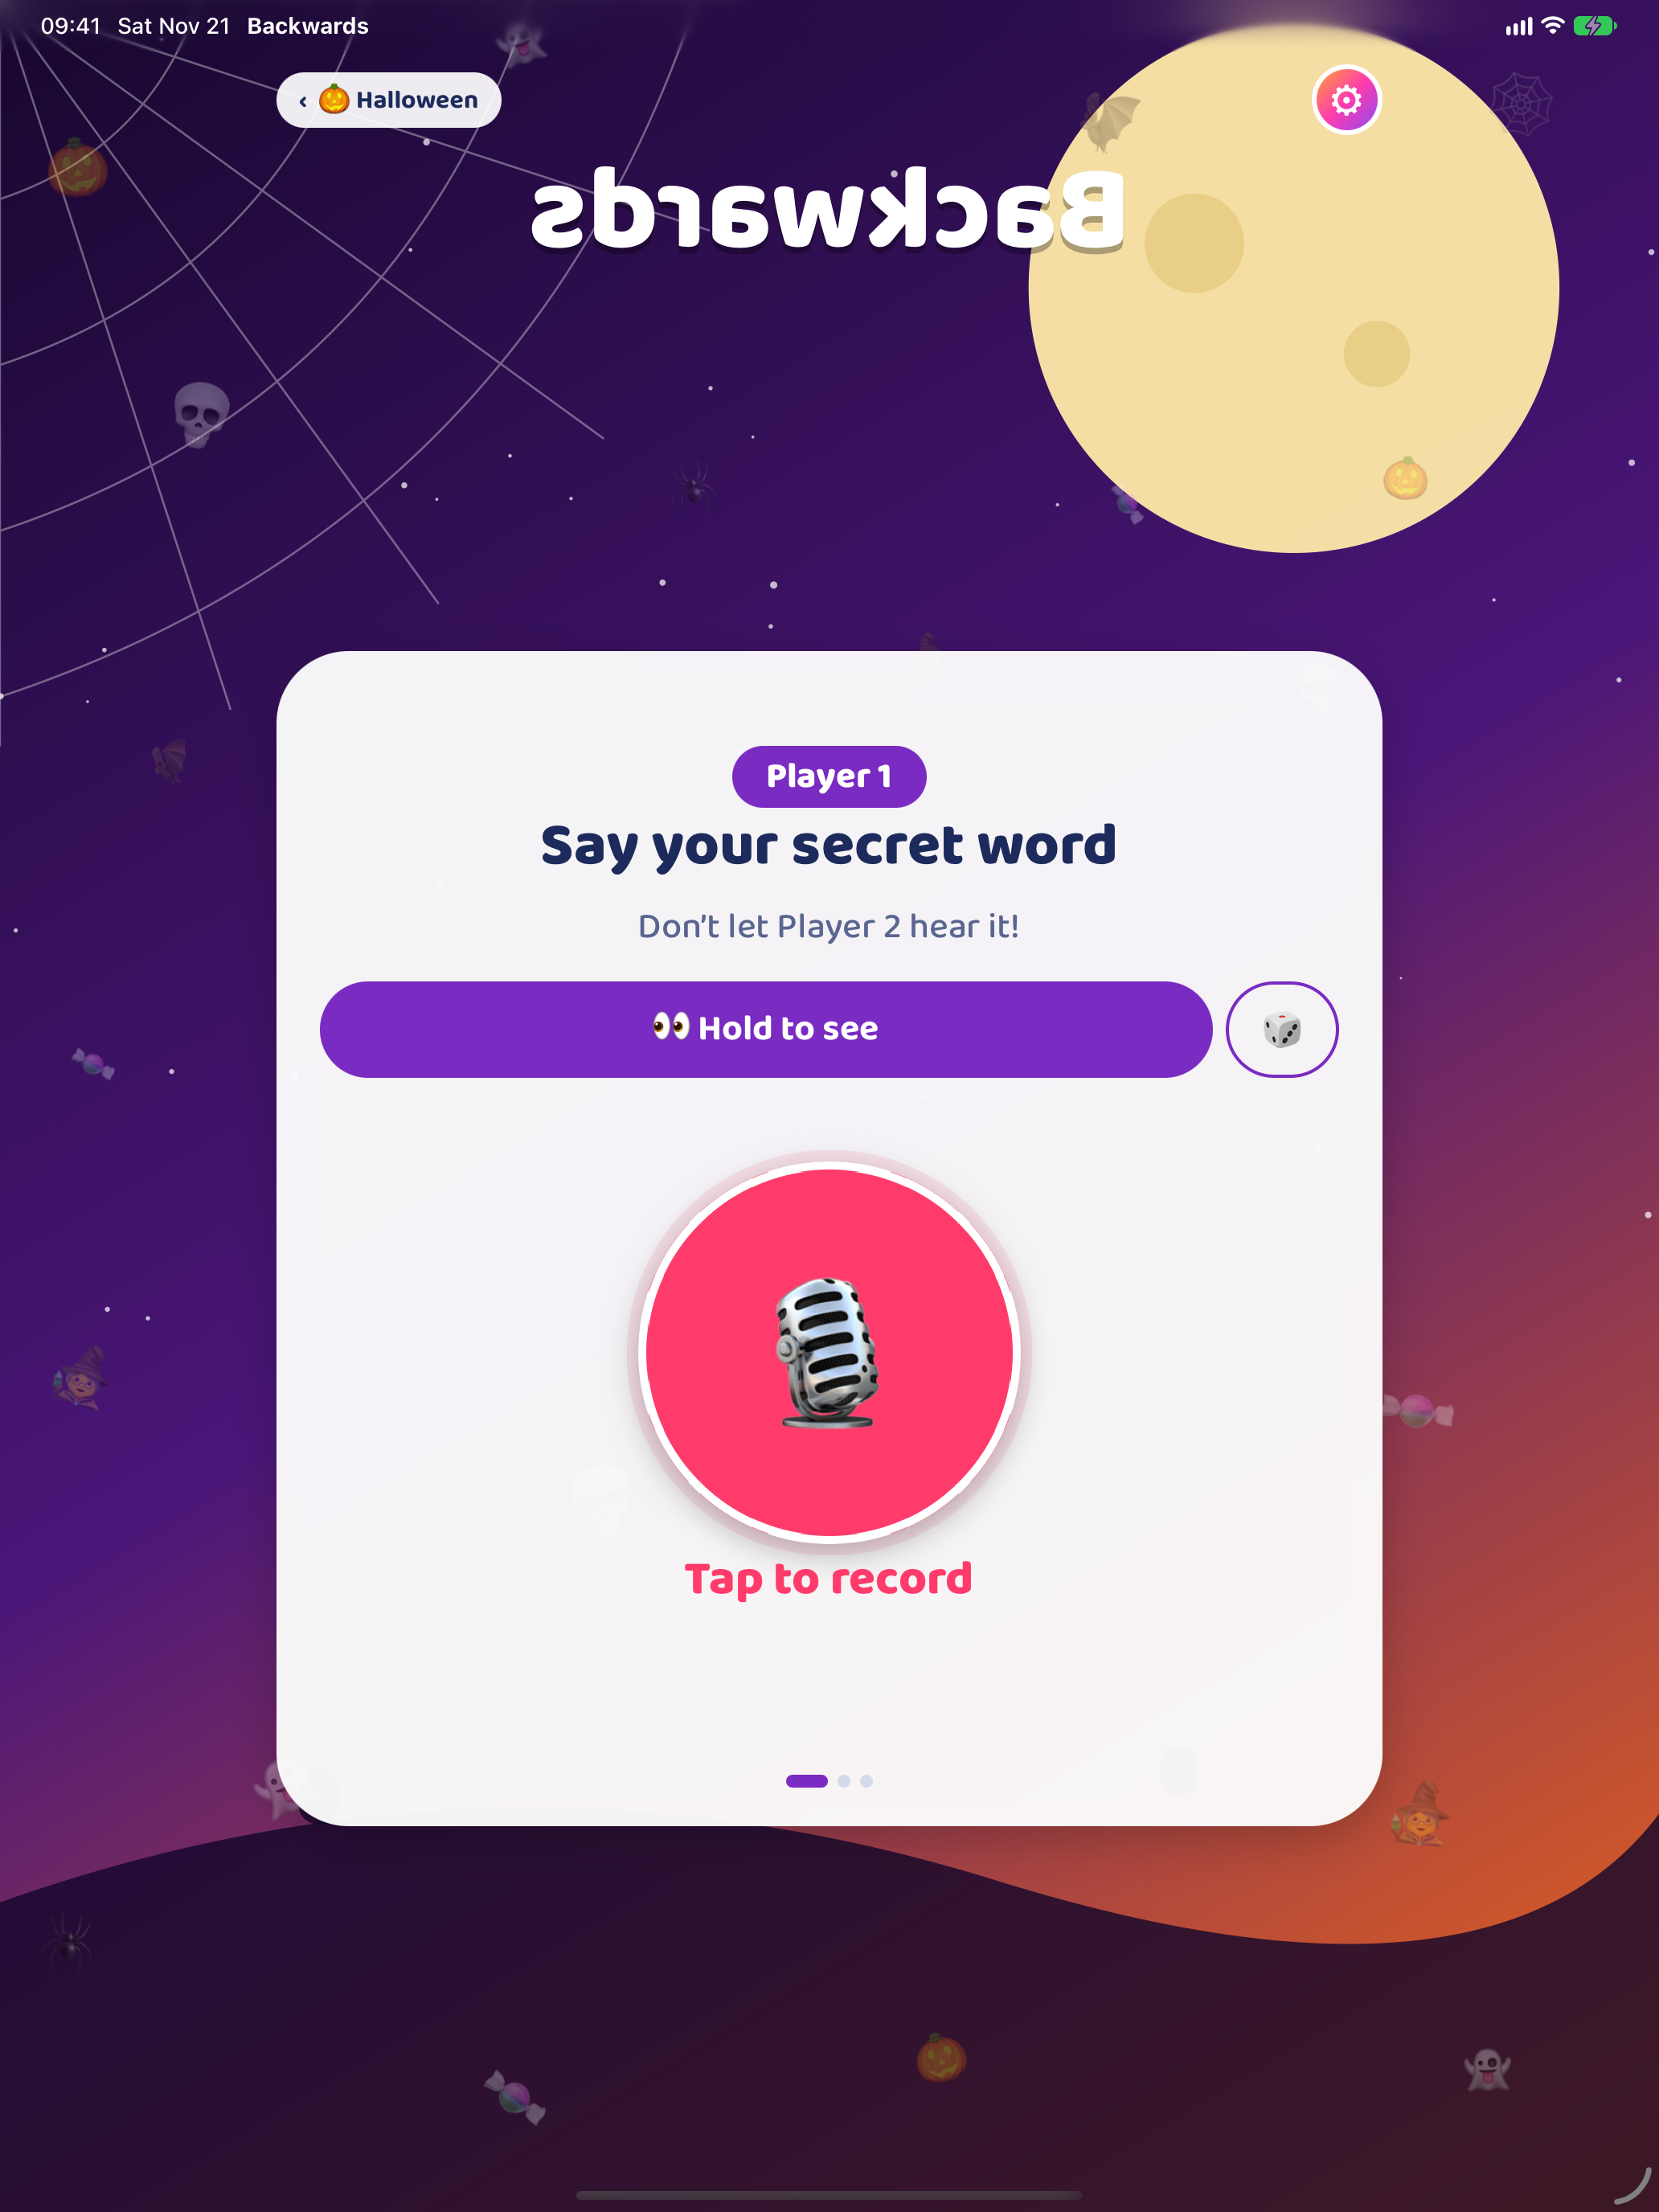 09:41 Sat Nov 21 Backwards
‹ 🎃 Halloween
Backwards
Player 1
Say your secret word
Don't let Player 2 hear it!
👀 Hold to see
Tap to record